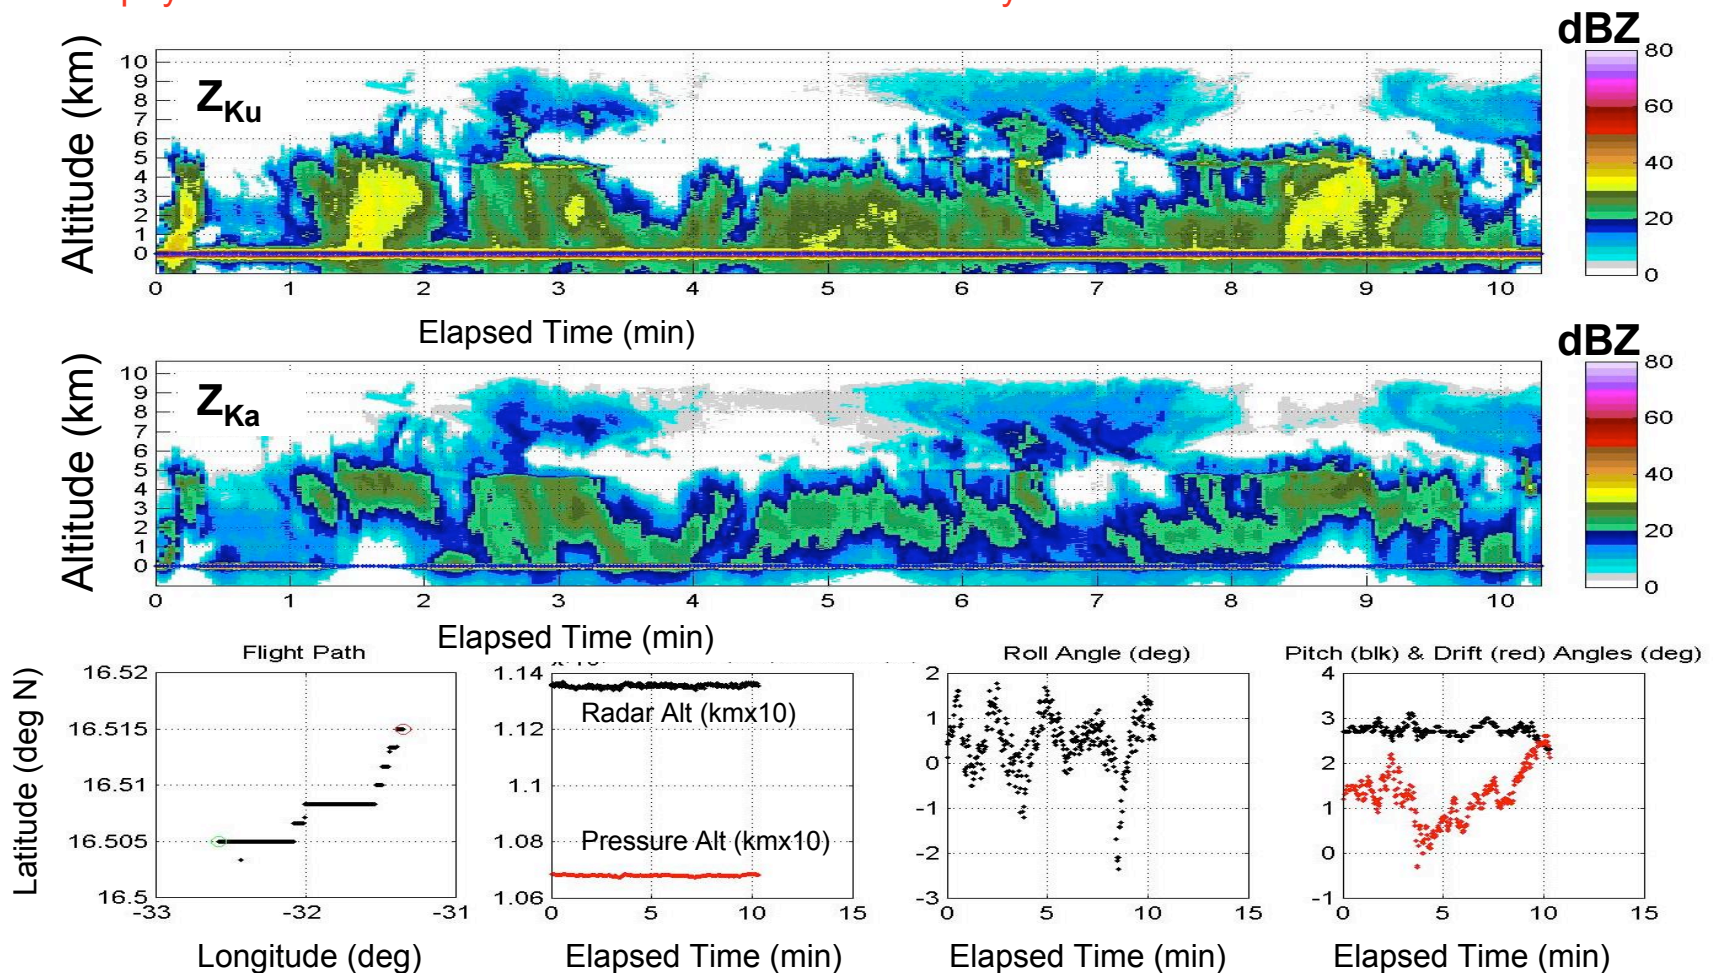 dBZ
Altitude (km)
Z_Ku
10
9
8
7
6
5
4
3
2
1
0
80
60
40
20
0
0 1 2 3 4 5 6 7 8 9 10
Elapsed Time (min)
dBZ
Altitude (km)
Z_Ka
10
9
8
7
6
5
4
3
2
1
0
80
60
40
20
0
0 1 2 3 4 5 6 7 8 9 10
Elapsed Time (min)
Flight Path
Latitude (deg N)
16.52
16.515
16.51
16.505
16.5
-33 -32 -31
Longitude (deg)
1.14
1.12
1.1
1.08
1.06
Radar Alt (kmx10)
Pressure Alt (kmx10)
0 5 10 15
Elapsed Time (min)
Roll Angle (deg)
2
1
0
-1
-2
-3
0 5 10 15
Elapsed Time (min)
Pitch (blk) & Drift (red) Angles (deg)
4
3
2
1
0
-1
0 5 10 15
Elapsed Time (min)